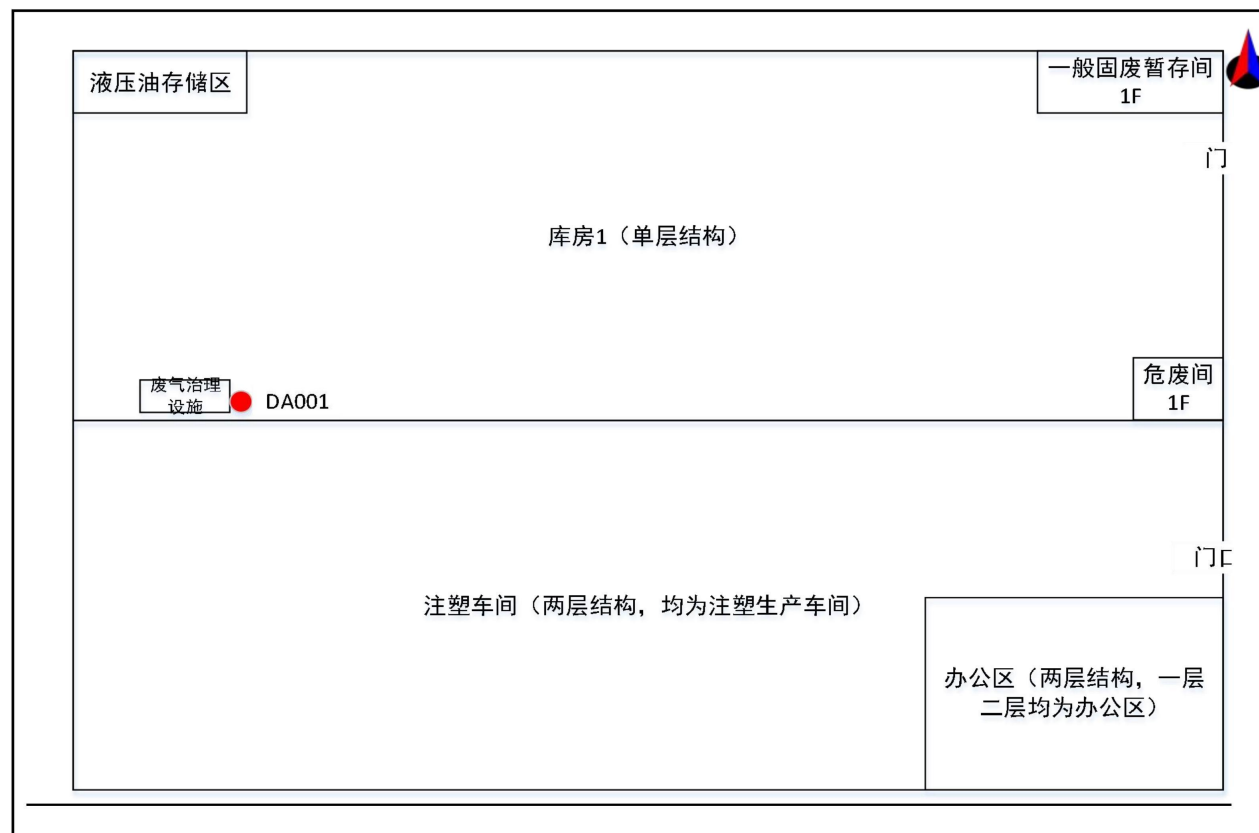 液压油存储区
一般固废暂存间
1F
门
库房1（单层结构）
废气治理
设施
DA001
危废间
1F
门口
注塑车间（两层结构，均为注塑生产车间）
办公区（两层结构，一层
二层均为办公区）